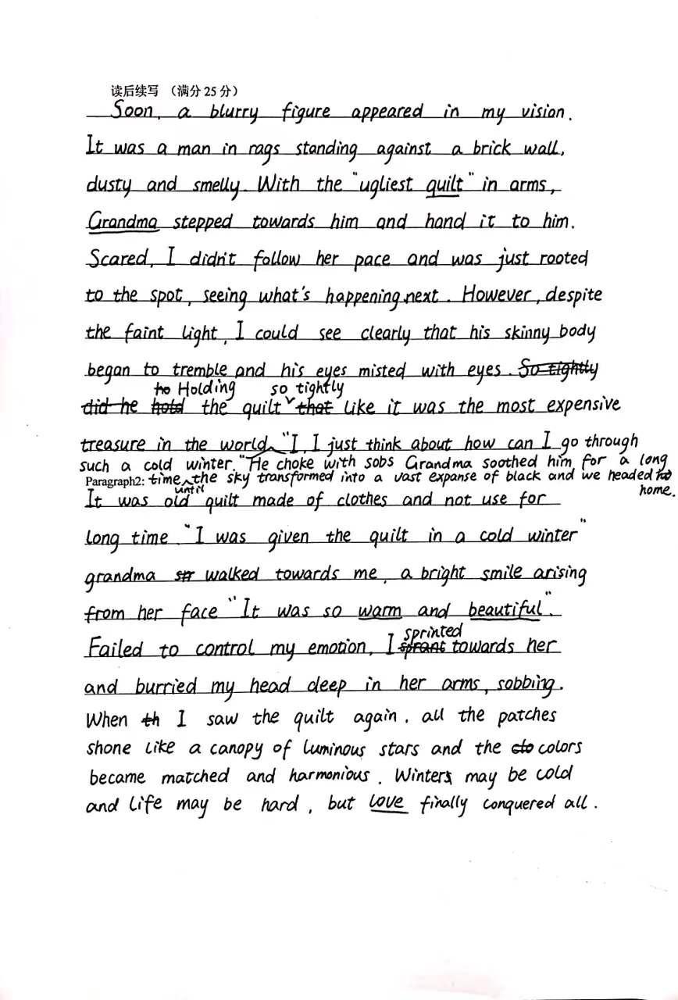 读后续写 （满分25分）
Soon, a blurry figure appeared in my vision.
It was a man in rags standing against a brick wall,
dusty and smelly. With the "ugliest quilt" in arms,
Grandma stepped towards him and hand it to him.
Scared, I didn't follow her pace and was just rooted
to the spot, seeing what's happening next. However, despite
the faint light, I could see clearly that his skinny body
began to tremble and his eyes misted with eyes. So tightly
to Holding so tightly
did he hold the quilt that like it was the most expensive
treasure in the world. "I, I just think about how can I go through
such a cold winter." He choke with sobs Grandma soothed him for a long
Paragraph2: time until the sky transformed into a vast expanse of black and we headed to home.
It was old quilt made of clothes and not use for
long time. "I was given the quilt in a cold winter"
grandma str walked towards me, a bright smile arising
from her face "It was so warm and beautiful".
Failed to control my emotion, I sprant sprinted towards her
and burried my head deep in her arms, sobbing.
When th I saw the quilt again, all the patches
shone like a canopy of luminous stars and the clo colors
became matched and harmonious. Winters may be cold
and life may be hard, but love finally conquered all.